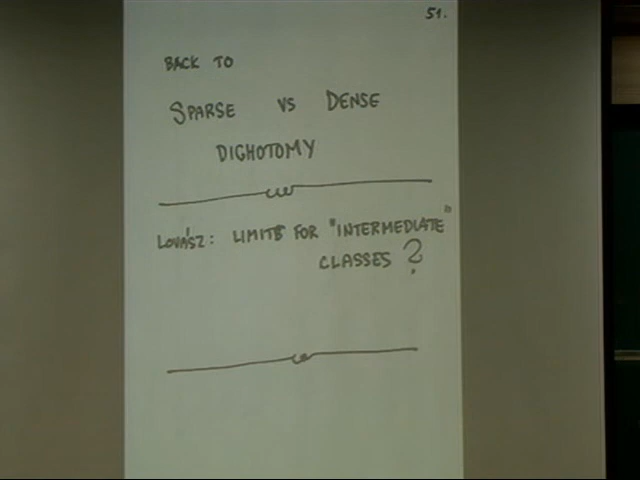 51.
BACK TO
SPARSE VS DENSE
DICHOTOMY
LOVÁSZ: LIMITS FOR "INTERMEDIATE"
CLASSES?